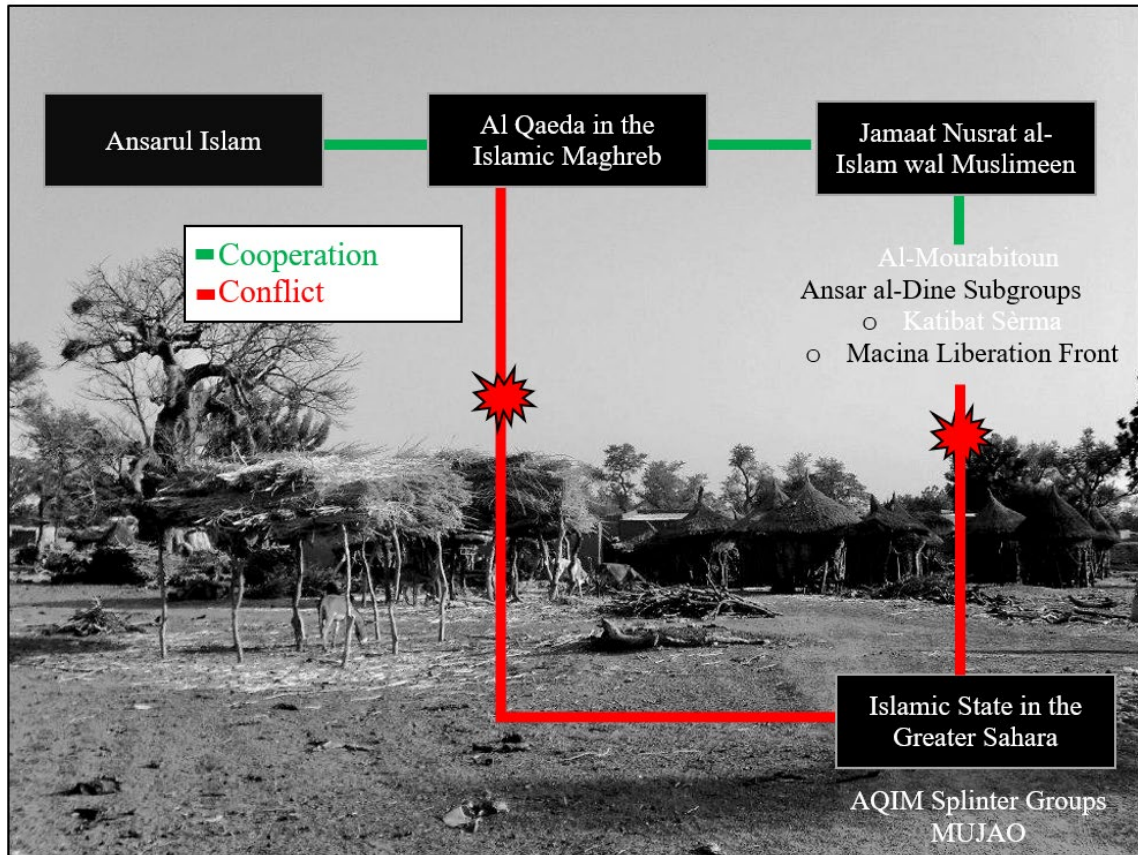 Ansarul Islam
Al Qaeda in the
Islamic Maghreb
Jamaat Nusrat al-
Islam wal Muslimeen
Cooperation
Conflict
Al-Mourabitoun
Ansar al-Dine Subgroups
o Katibat Sèrma
o Macina Liberation Front
Islamic State in the
Greater Sahara
AQIM Splinter Groups
MUJAO